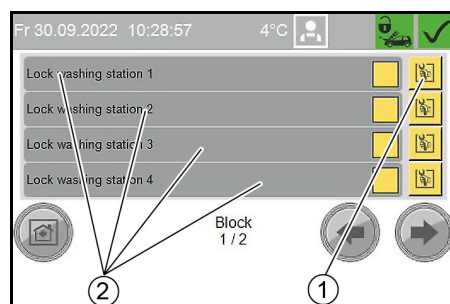 Fr 30.09.2022 10:28:57 4°C
Lock washing station 1
Lock washing station 2
Lock washing station 3
Lock washing station 4
Block
1 / 2
2
1